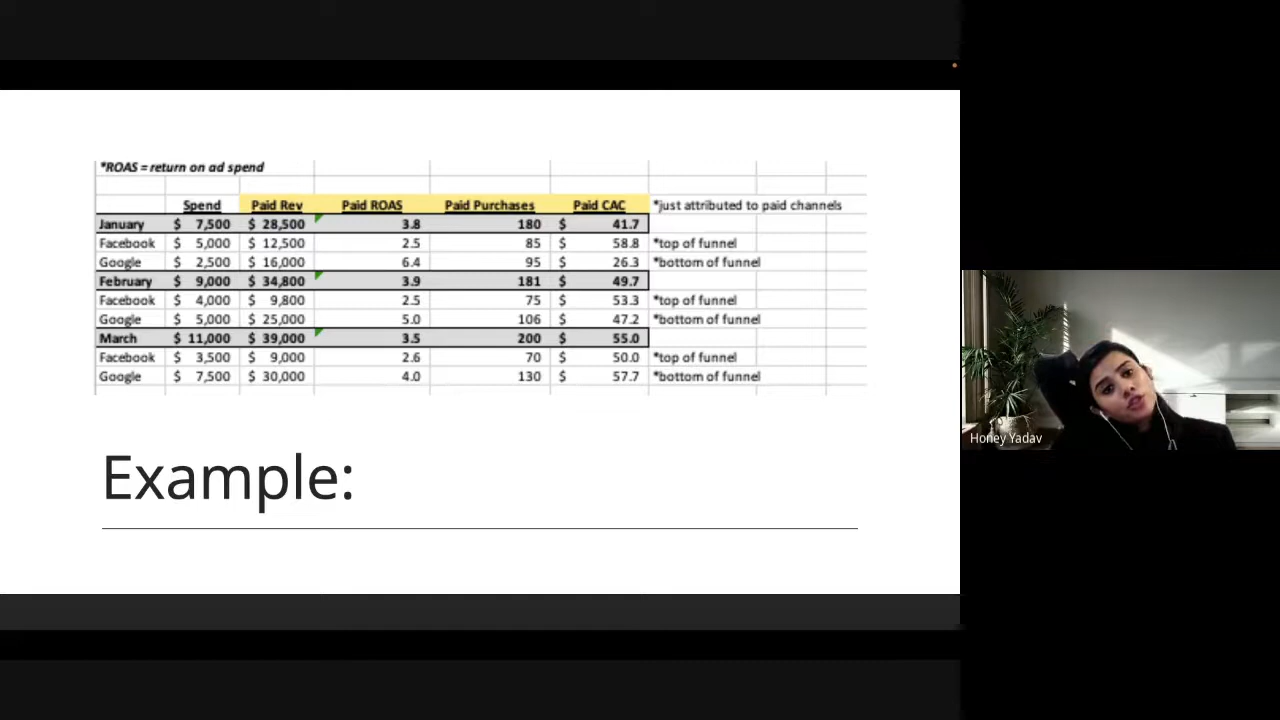 *ROAS = return on ad spend
Spend Paid Rev Paid ROAS Paid Purchases Paid CAC *just attributed to paid channels
January $ 7,500 $ 28,500 3.8 180 $ 41.7
Facebook $ 5,000 $ 12,500 2.5 85 $ 58.8 *top of funnel
Google $ 2,500 $ 16,000 6.4 95 $ 26.3 *bottom of funnel
February $ 9,000 $ 34,800 3.9 181 $ 49.7
Facebook $ 4,000 $ 9,800 2.5 75 $ 53.3 *top of funnel
Google $ 5,000 $ 25,000 5.0 106 $ 47.2 *bottom of funnel
March $ 11,000 $ 39,000 3.5 200 $ 55.0
Facebook $ 3,500 $ 9,000 2.6 70 $ 50.0 *top of funnel
Google $ 7,500 $ 30,000 4.0 130 $ 57.7 *bottom of funnel
Example:
Honey Yadav